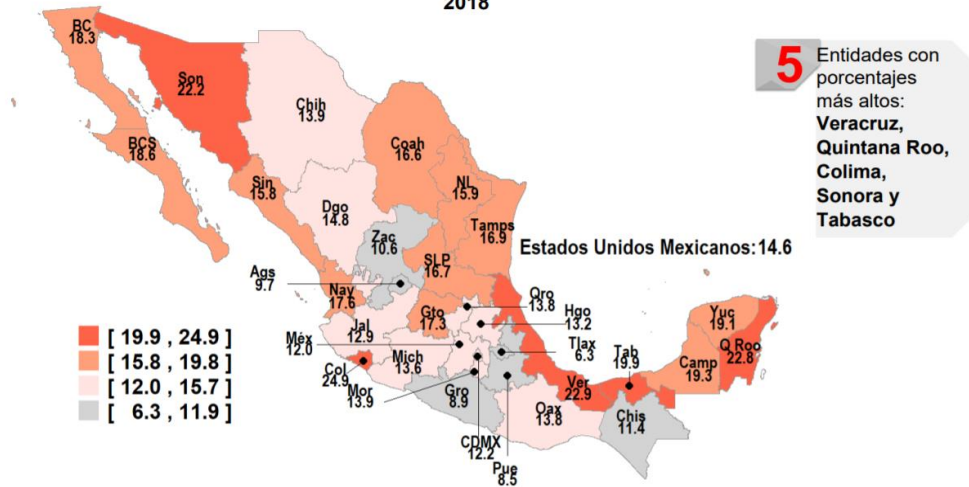 2018
BC
18.3
Son
22.2
Chih
13.9
Coah
16.6
BCS
18.6
Sin
15.8
NL
15.9
Dgo
14.8
Tamps
16.9
Zac
10.6
SLP
16.7
Estados Unidos Mexicanos:14.6
Ags
9.7
Nay
17.6
Qro
13.8
Hgo
13.2
Gto
17.3
Jal
12.9
Tlax
6.3
Méx
12.0
Mich
13.6
Col
24.9
Mor
13.9
Gro
8.9
CDMX
12.2
Pue
8.5
Oax
13.8
Ver
22.9
Tab
19.9
Chis
11.4
Camp
19.3
Yuc
19.1
Q Roo
22.8
5
Entidades con
porcentajes
más altos:
Veracruz,
Quintana Roo,
Colima,
Sonora y
Tabasco
[ 19.9 , 24.9 ]
[ 15.8 , 19.8 ]
[ 12.0 , 15.7 ]
[ 6.3 , 11.9 ]